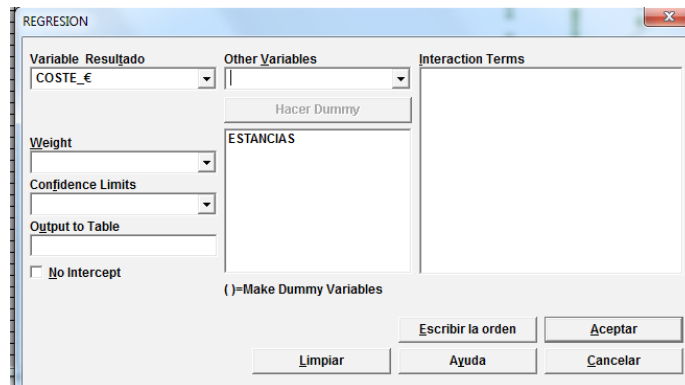 REGRESION
Variable Resultado
COSTE_€
Other Variables
Hacer Dummy
ESTANCIAS
( )=Make Dummy Variables
Interaction Terms
Weight
Confidence Limits
Output to Table
No Intercept
Escribir la orden
Aceptar
Limpiar
Ayuda
Cancelar